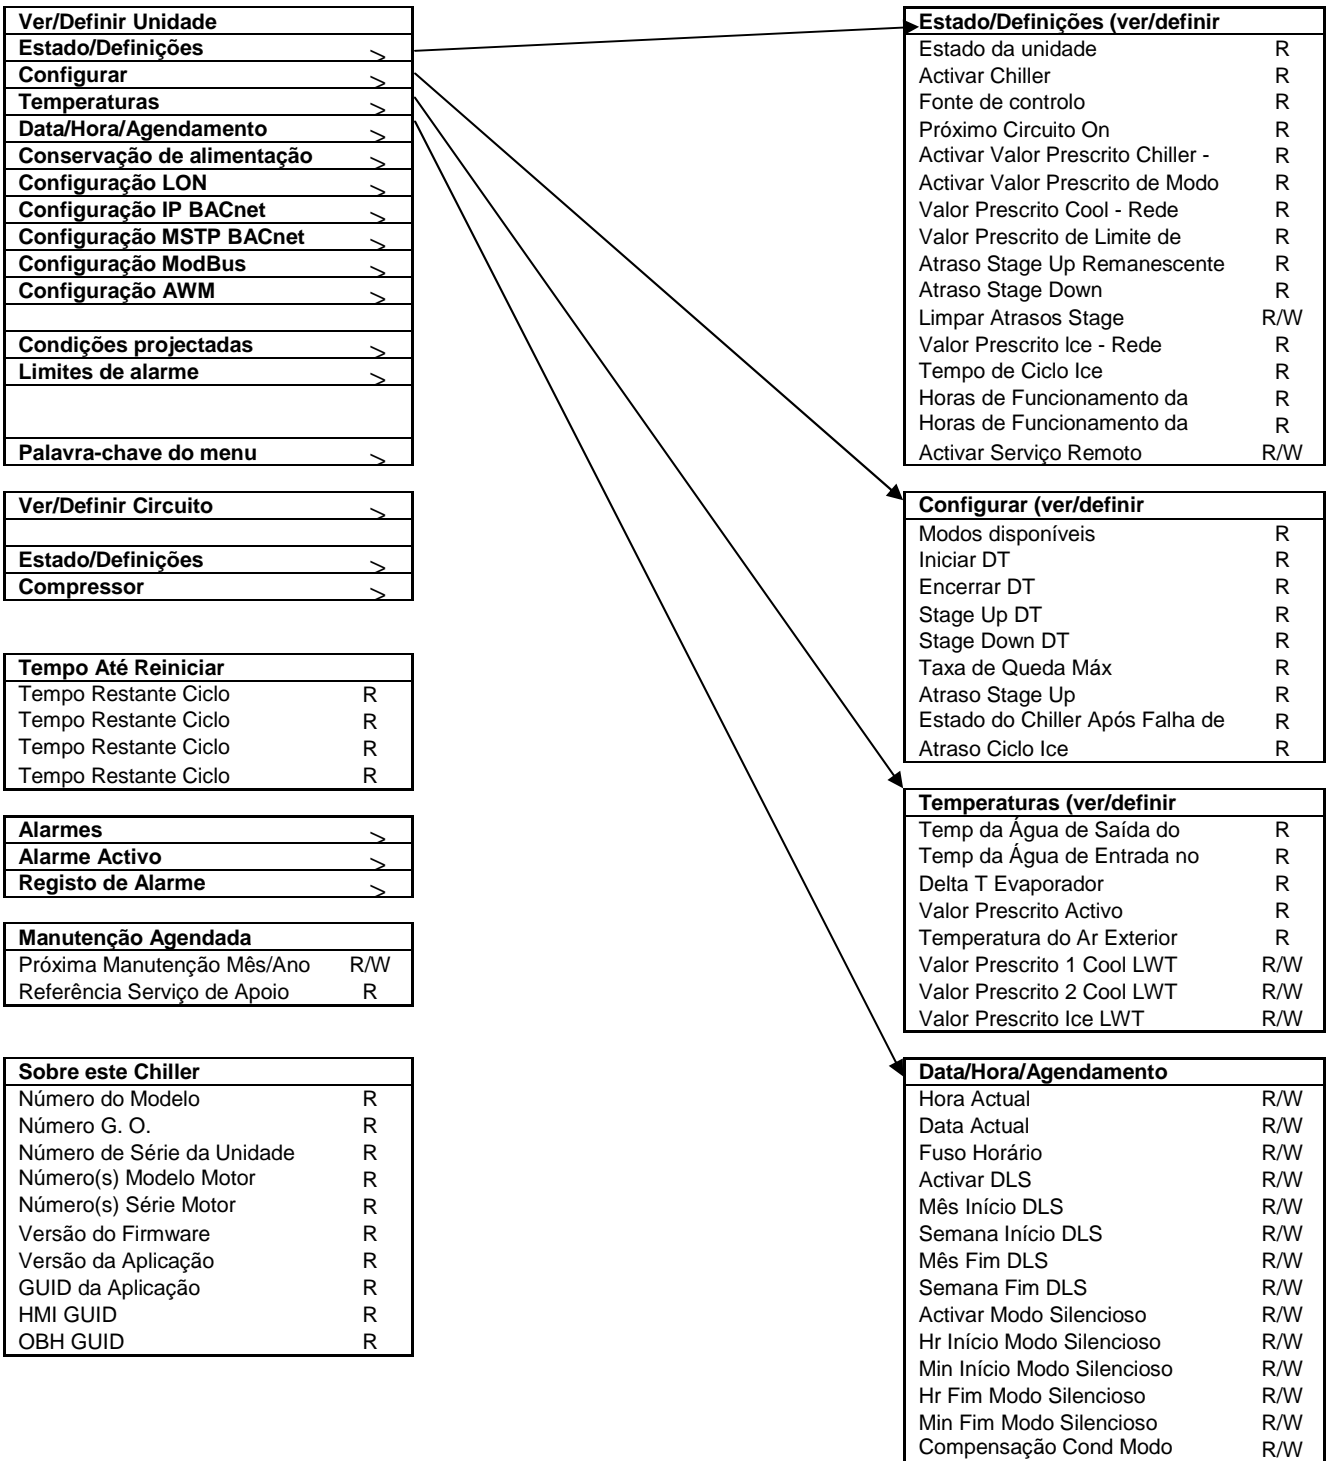 Ver/Definir Unidade
Estado/Definições >
Configurar >
Temperaturas >
Data/Hora/Agendamento >
Conservação de alimentação >
Configuração LON >
Configuração IP BACnet >
Configuração MSTP BACnet >
Configuração ModBus >
Configuração AWM >
Condições projectadas >
Limites de alarme >
Palavra-chave do menu >
Ver/Definir Circuito >
Estado/Definições >
Compressor >
Tempo Até Reiniciar
Tempo Restante Ciclo R
Tempo Restante Ciclo R
Tempo Restante Ciclo R
Tempo Restante Ciclo R
Alarmes >
Alarme Activo >
Registo de Alarme >
Manutenção Agendada
Próxima Manutenção Mês/Ano R/W
Referência Serviço de Apoio R
Sobre este Chiller
Número do Modelo R
Número G. O. R
Número de Série da Unidade R
Número(s) Modelo Motor R
Número(s) Série Motor R
Versão do Firmware R
Versão da Aplicação R
GUID da Aplicação R
HMI GUID R
OBH GUID R
Estado/Definições (ver/definir
Estado da unidade R
Activar Chiller R
Fonte de controlo R
Próximo Circuito On R
Activar Valor Prescrito Chiller - R
Activar Valor Prescrito de Modo R
Valor Prescrito Cool - Rede R
Valor Prescrito de Limite de R
Atraso Stage Up Remanescente R
Atraso Stage Down R
Limpar Atrasos Stage R/W
Valor Prescrito Ice - Rede R
Tempo de Ciclo Ice R
Horas de Funcionamento da R
Horas de Funcionamento da R
Activar Serviço Remoto R/W
Configurar (ver/definir
Modos disponíveis R
Iniciar DT R
Encerrar DT R
Stage Up DT R
Stage Down DT R
Taxa de Queda Máx R
Atraso Stage Up R
Estado do Chiller Após Falha de R
Atraso Ciclo Ice R
Temperaturas (ver/definir
Temp da Água de Saída do R
Temp da Água de Entrada no R
Delta T Evaporador R
Valor Prescrito Activo R
Temperatura do Ar Exterior R
Valor Prescrito 1 Cool LWT R/W
Valor Prescrito 2 Cool LWT R/W
Valor Prescrito Ice LWT R/W
Data/Hora/Agendamento
Hora Actual R/W
Data Actual R/W
Fuso Horário R/W
Activar DLS R/W
Mês Início DLS R/W
Semana Início DLS R/W
Mês Fim DLS R/W
Semana Fim DLS R/W
Activar Modo Silencioso R/W
Hr Início Modo Silencioso R/W
Min Início Modo Silencioso R/W
Hr Fim Modo Silencioso R/W
Min Fim Modo Silencioso R/W
Compensação Cond Modo R/W